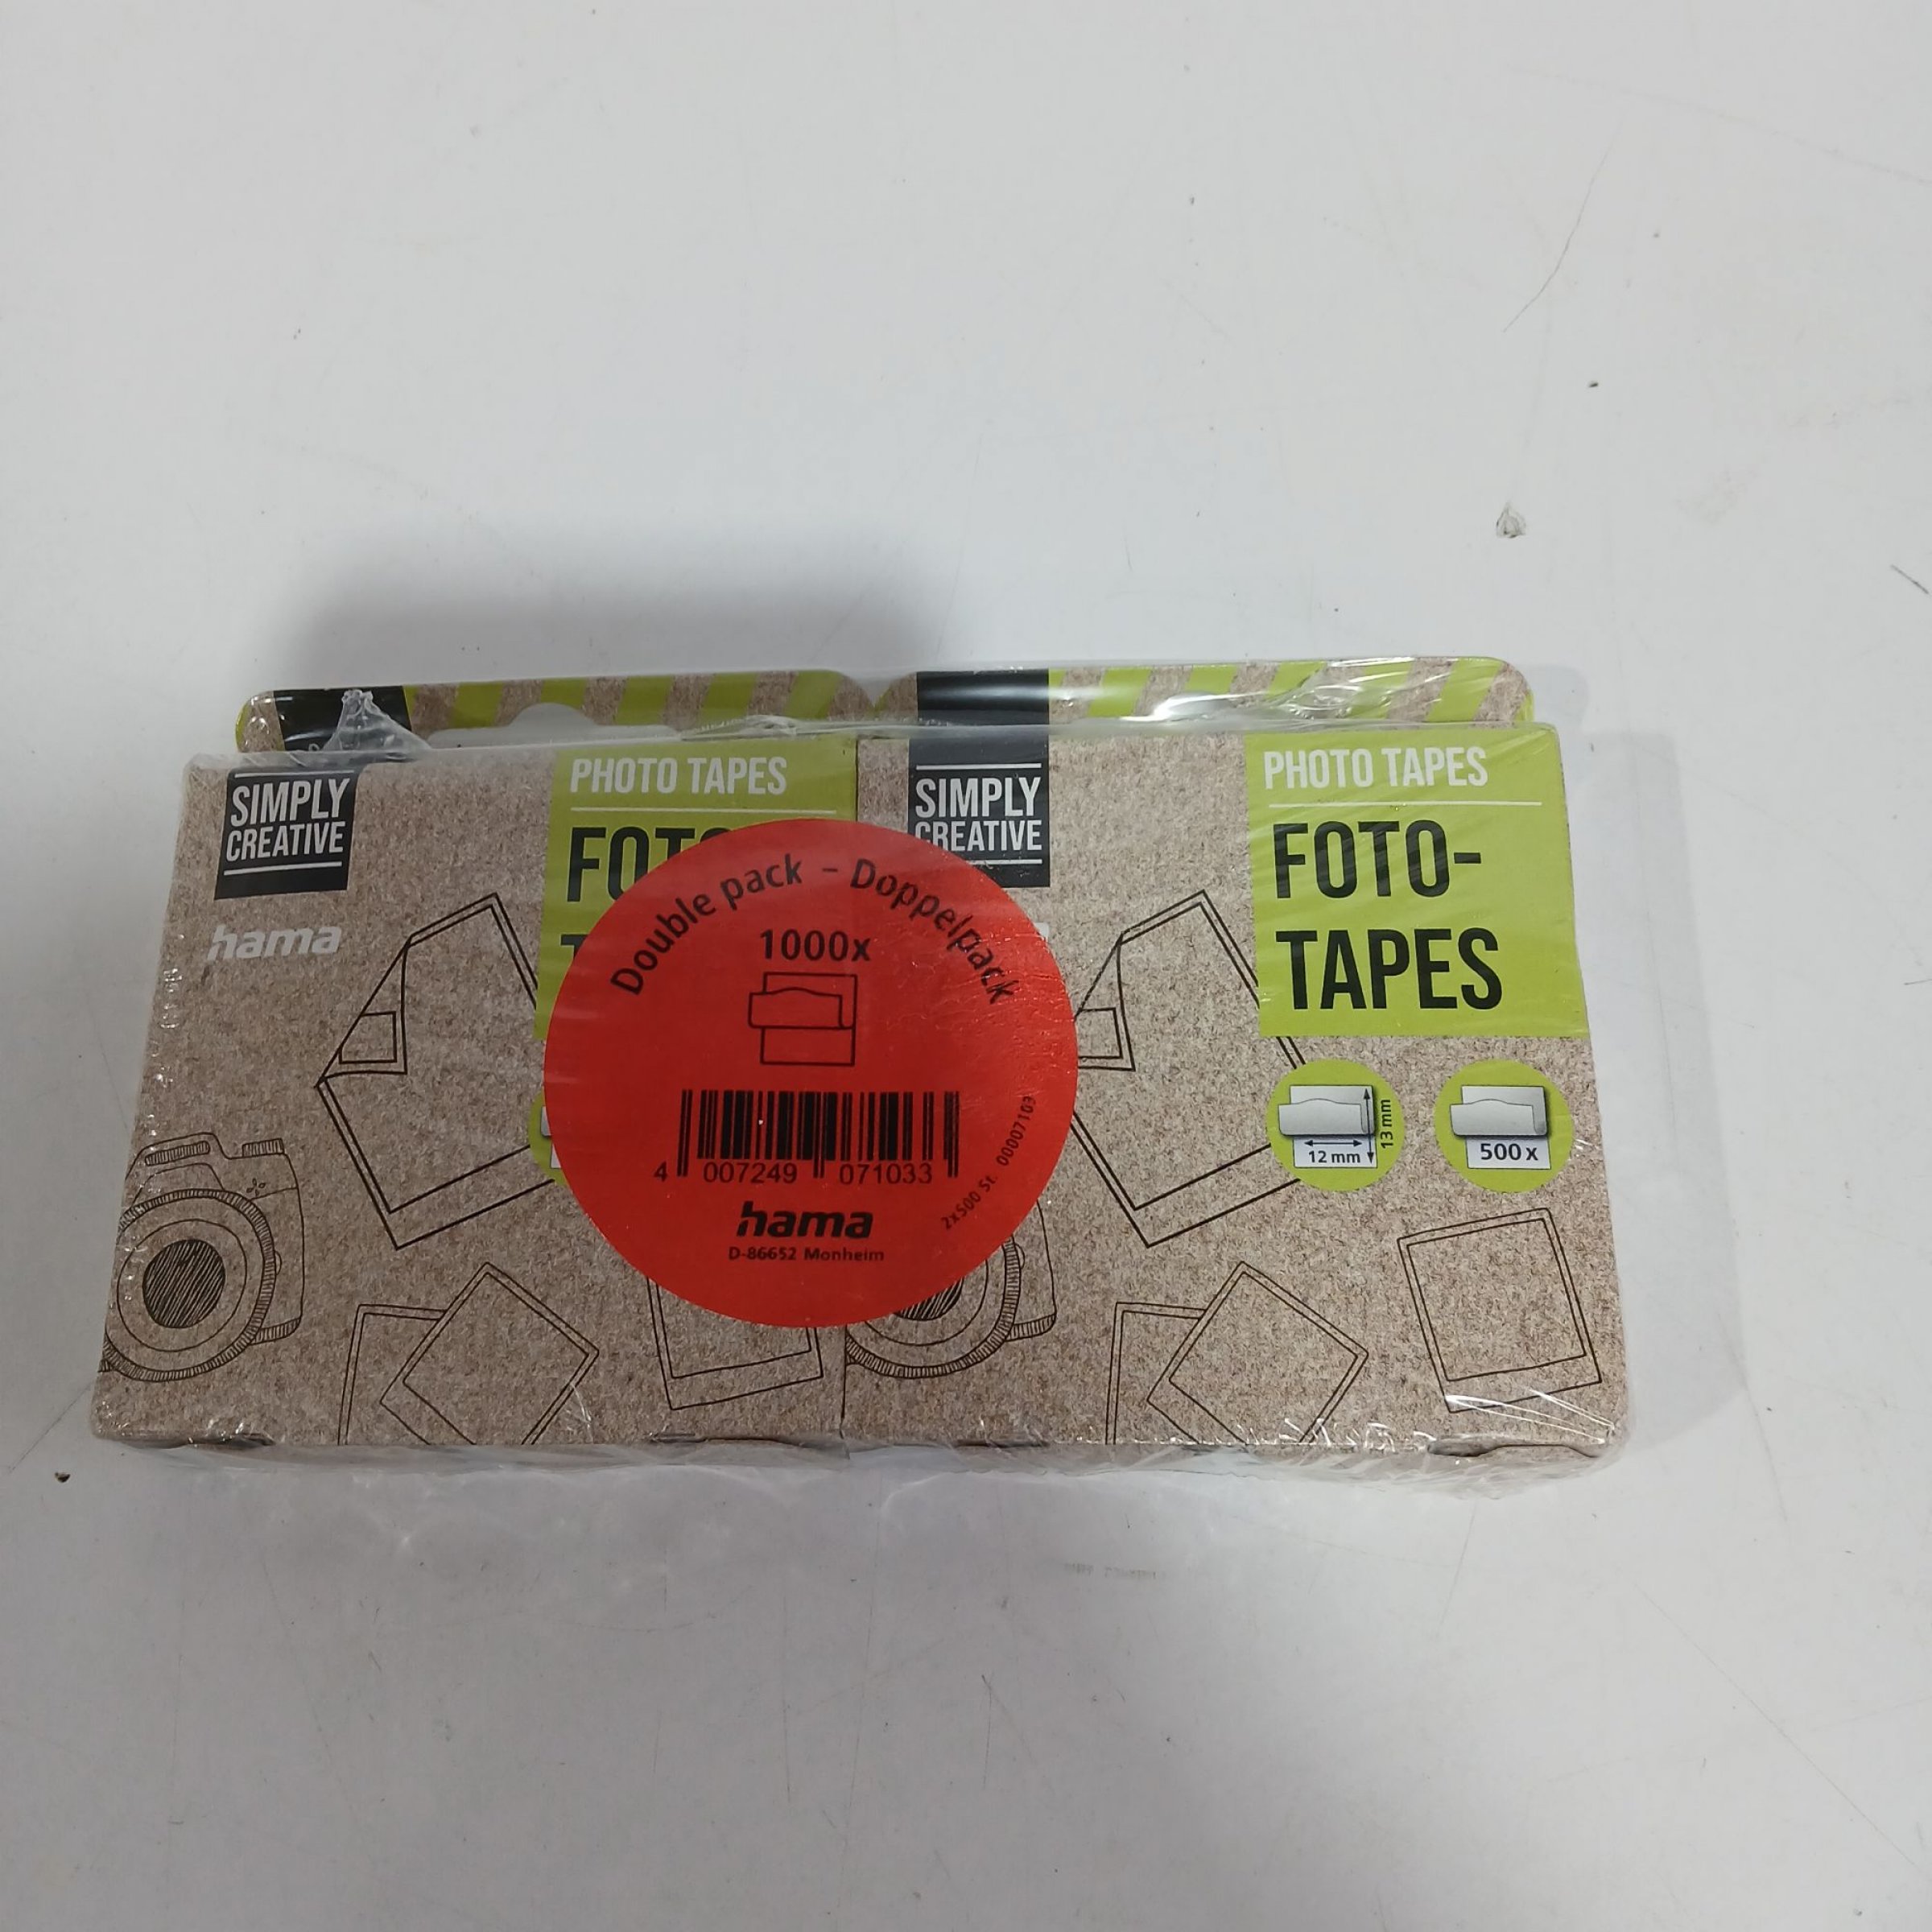 SIMPLY
CREATIVE
hama
PHOTO TAPES
FOTO
Double pack – Doppelpack
1000x
4 007249 071033
2x500 St. 00007103
hama
D-86652 Monheim
SIMPLY
CREATIVE
PHOTO TAPES
FOTO-
TAPES
12 mm
13 mm
500 x